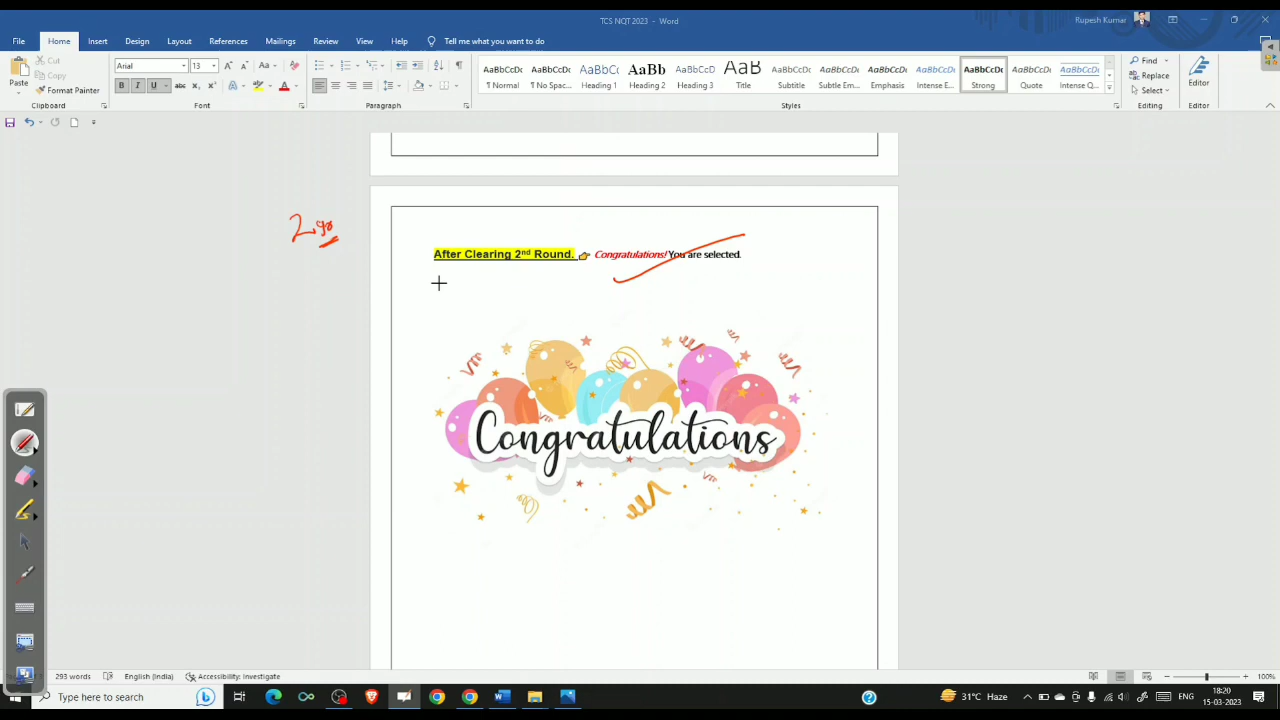 TCS NQT 2023 - Word
Rupesh Kumar
File Home Insert Design Layout References Mailings Review View Help Tell me what you want to do
Paste
Cut
Copy
Format Painter
Clipboard
Arial 13
B I U abc x₂ x² A A
Font
Paragraph
AaBbCcDc AaBbCcDc AaBbCc AaBb AaBbCcD AaB AaBbCcD AaBbCcDc AaBbCcDc AaBbCcDc AaBbCcDc AaBbCcDc AaBbCcDc
¶ Normal ¶ No Spac... Heading 1 Heading 2 Heading 3 Title Subtitle Subtle Em... Emphasis Intense E... Strong Quote Intense Q...
Styles
Find
Replace
Select
Editing
Editor
Editor
After Clearing 2nd Round. Congratulations! You are selected.
Congratulations
293 words English (India) Accessibility: Investigate 100%
Type here to search
31°C Haze
ENG
18:20
15-03-2023